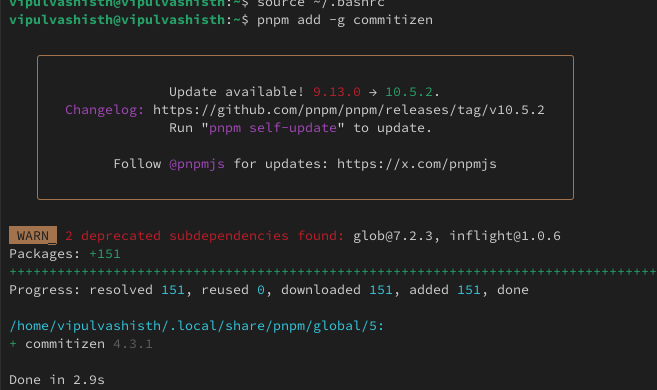 vipulvashisth@vipulvashisth:~$ source ~/.bashrc
vipulvashisth@vipulvashisth:~$ pnpm add -g commitizen
Update available! 9.13.0 → 10.5.2.
Changelog: https://github.com/pnpm/pnpm/releases/tag/v10.5.2
Run "pnpm self-update" to update.
Follow @pnpmjs for updates: https://x.com/pnpmjs
WARN 2 deprecated subdependencies found: glob@7.2.3, inflight@1.0.6
Packages: +151
++++++++++++++++++++++++++++++++++++++++++++++++++++++++++++++++++++++++++++++++++
Progress: resolved 151, reused 0, downloaded 151, added 151, done
/home/vipulvashisth/.local/share/pnpm/global/5:
+ commitizen 4.3.1
Done in 2.9s